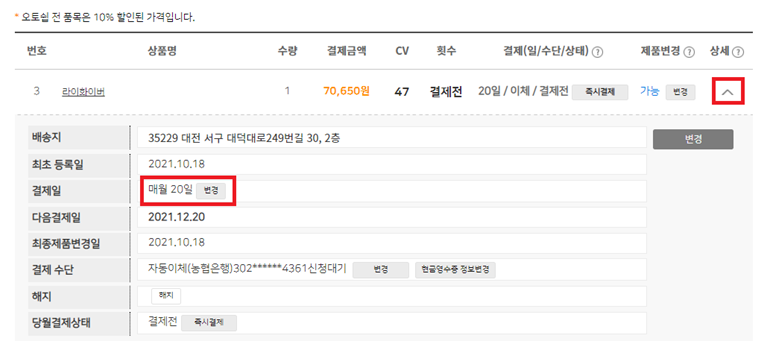 * 오토쉽 전 품목은 10% 할인된 가격입니다.
번호 상품명 수량 결제금액 CV 횟수 결제(일/수단/상태) ? 제품변경 ? 상세 ?
3 라이화이버 1 70,650원 47 결제전 20일 / 이체 / 결제전 즉시결제 가능 변경
배송지 35229 대전 서구 대덕대로249번길 30, 2층 변경
최초 등록일 2021.10.18
결제일 매월 20일 변경
다음결제일 2021.12.20
최종제품변경일 2021.10.18
결제 수단 자동이체(농협은행)302******4361신청대기 변경 현금영수증 정보변경
해지 해지
당월결제상태 결제전 즉시결제